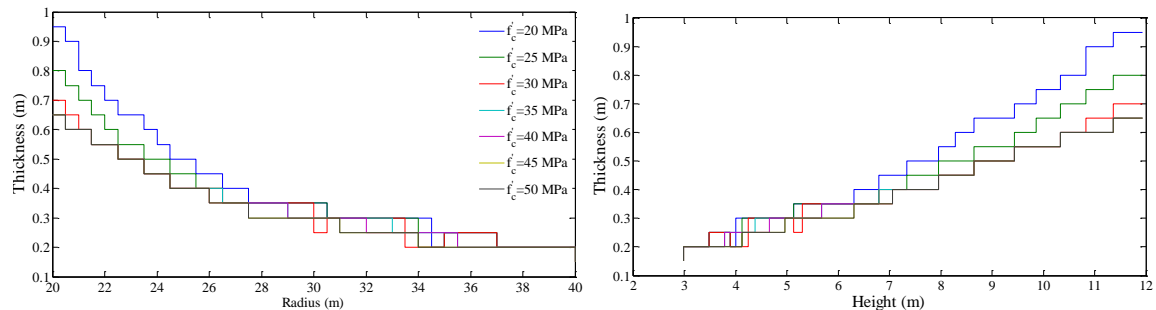 1
0.9
0.8
0.7
0.6
0.5
0.4
0.3
0.2
0.1
Thickness (m)
20 22 24 26 28 30 32 34 36 38 40
Radius (m)
f'c=20 MPa
f'c=25 MPa
f'c=30 MPa
f'c=35 MPa
f'c=40 MPa
f'c=45 MPa
f'c=50 MPa
1
0.9
0.8
0.7
0.6
0.5
0.4
0.3
0.2
0.1
Thickness (m)
2 3 4 5 6 7 8 9 10 11 12
Height (m)